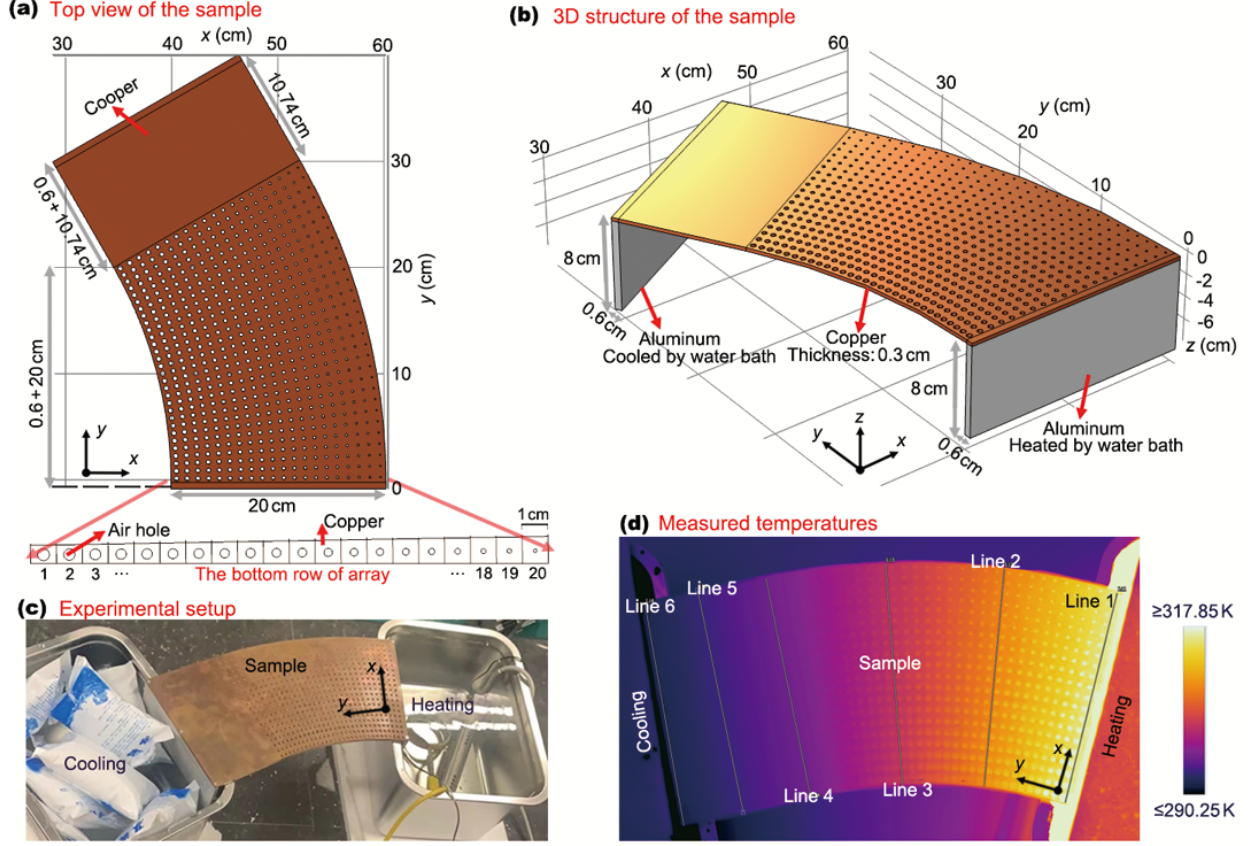 (a) Top view of the sample
30 40 x (cm) 50 60
Cooper
10.74 cm
0.6 + 10.74 cm
30
20
y (cm)
10
0
0.6 + 20 cm
y
x
20 cm
Air hole
Copper
1 cm
1 2 3 ··· The bottom row of array ··· 18 19 20
(b) 3D structure of the sample
x (cm)
60
50
40
30
30
y (cm)
20
10
0
0
-2
-4
-6
z (cm)
8 cm
0.6 cm
Aluminum
Cooled by water bath
Copper
Thickness: 0.3 cm
8 cm
0.6 cm
Aluminum
Heated by water bath
z
y
x
(c) Experimental setup
Sample
x
y
Heating
Cooling
(d) Measured temperatures
Line 2
Line 5
Line 6
Line 1
Sample
Cooling
Heating
x
y
Line 4
Line 3
≥317.85 K
≤290.25 K